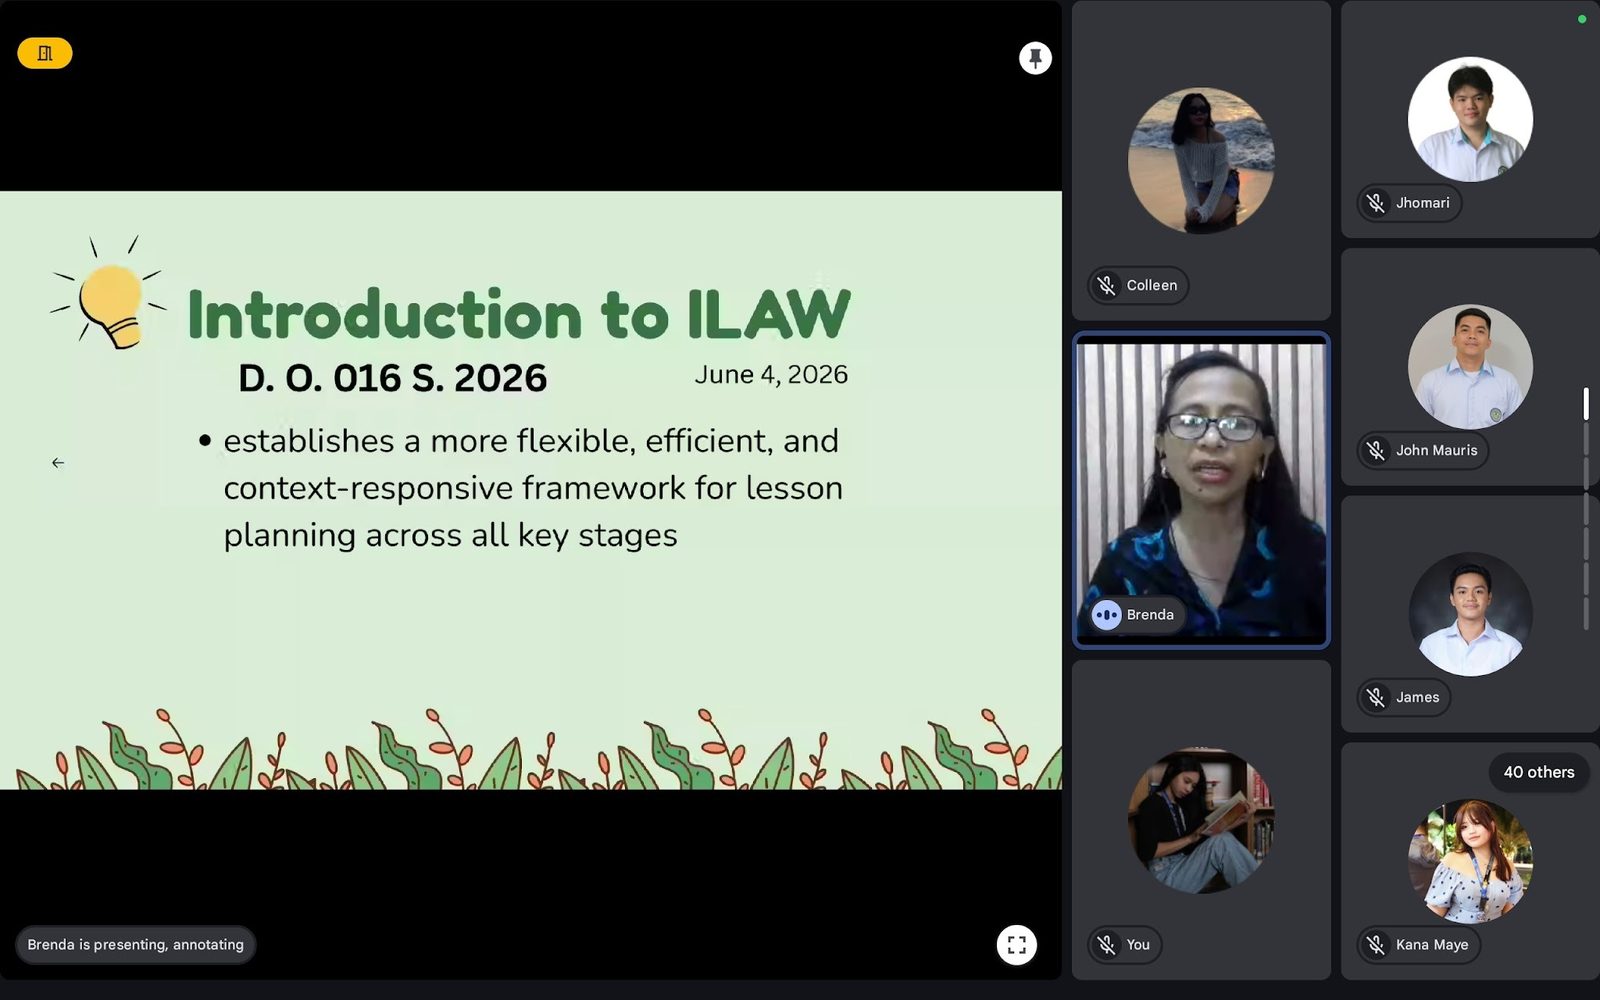 Introduction to ILAW
D. O. 016 S. 2026
June 4, 2026
• establishes a more flexible, efficient, and
context-responsive framework for lesson
planning across all key stages
Brenda is presenting, annotating
Colleen
Brenda
You
Jhomari
John Mauris
James
40 others
Kana Maye